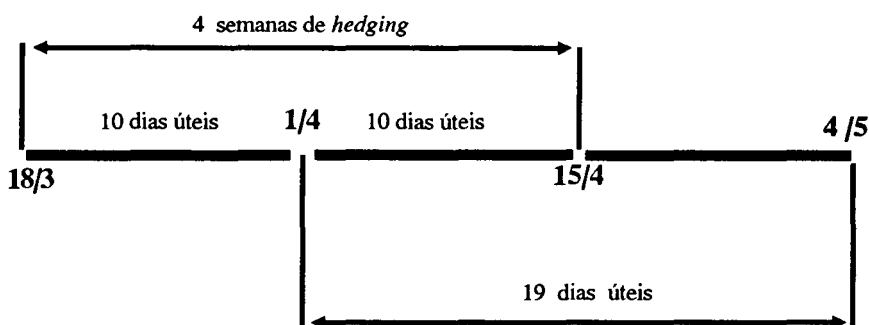 4 semanas de hedging
10 dias úteis 1/4 10 dias úteis 4 /5
18/3 15/4
19 dias úteis